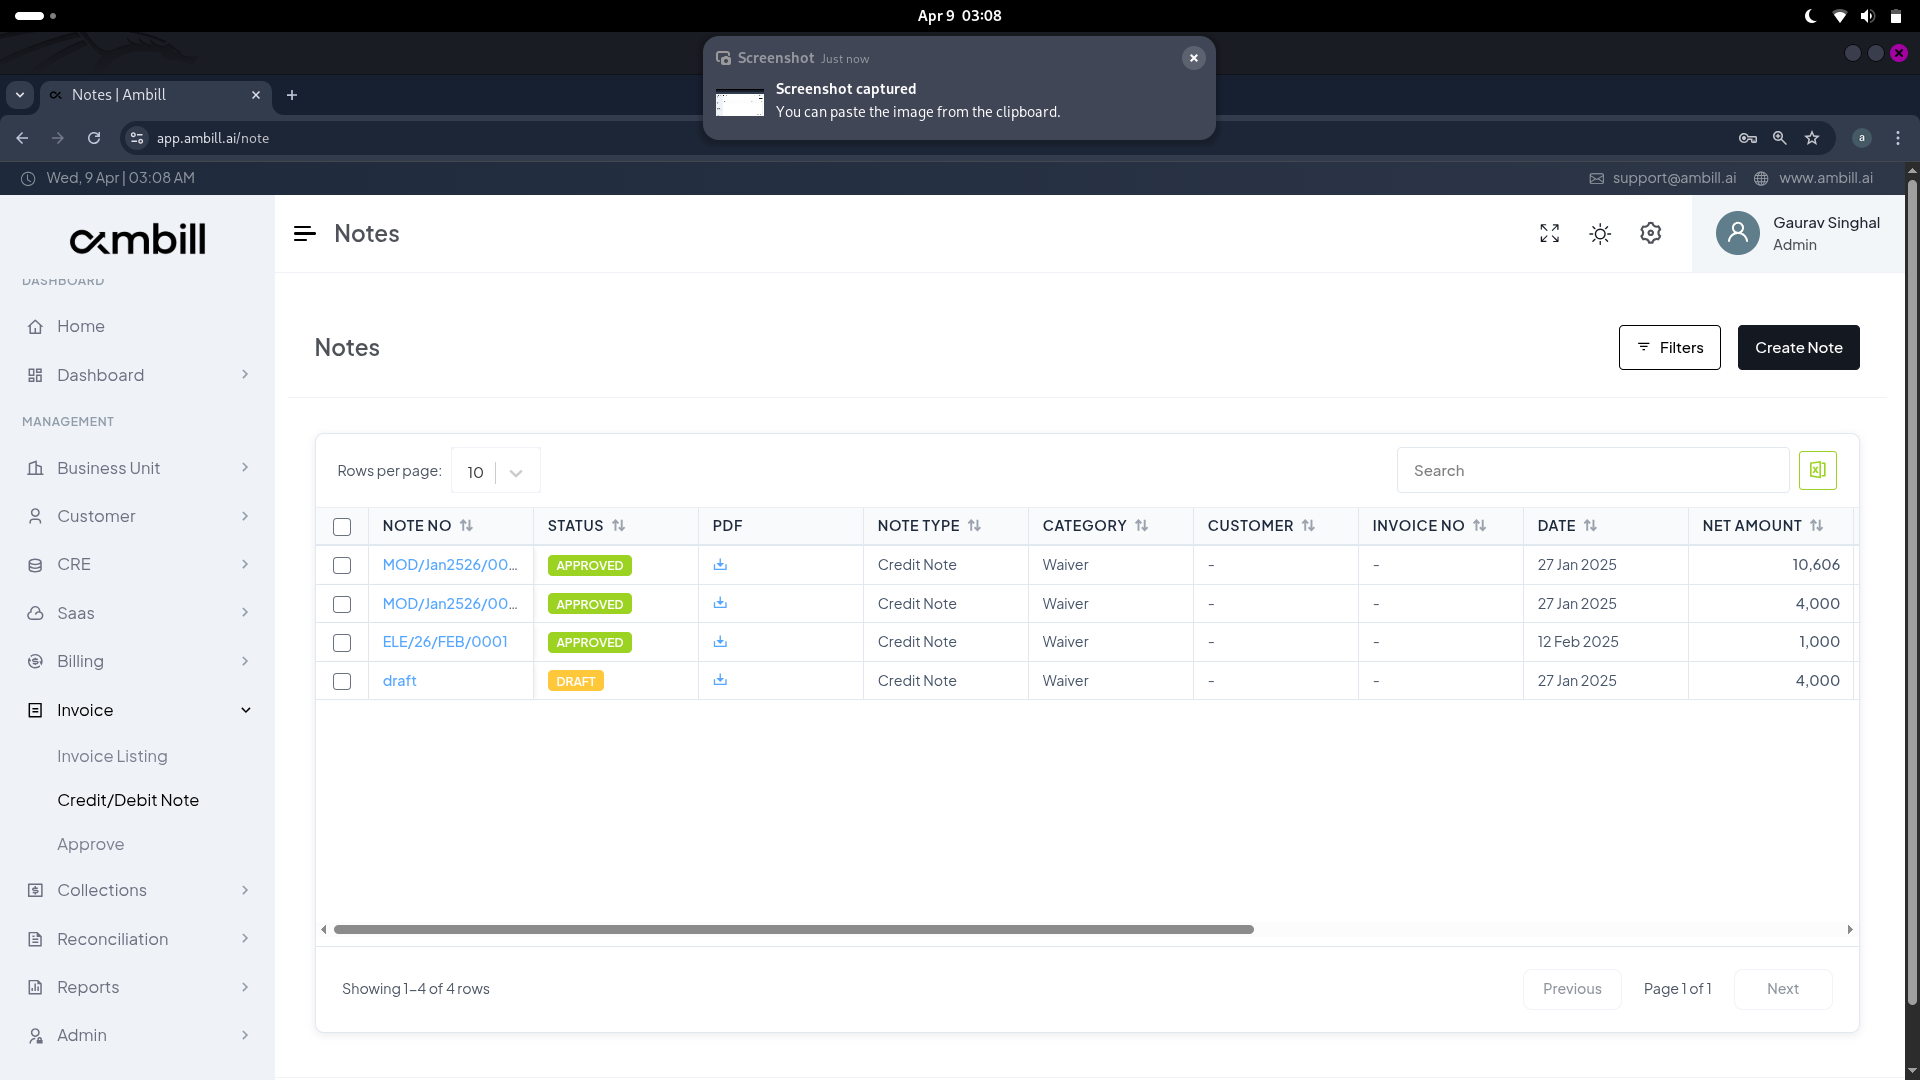 Apr 9 03:08
Screenshot Just now
Screenshot captured
You can paste the image from the clipboard.
Notes | Ambill
app.ambill.ai/note
a
Wed, 9 Apr | 03:08 AM
support@ambill.ai
www.ambill.ai
ambill
Notes
Gaurav Singhal
Admin
DASHBOARD
Home
Dashboard
MANAGEMENT
Business Unit
Customer
CRE
Saas
Billing
Invoice
Invoice Listing
Credit/Debit Note
Approve
Collections
Reconciliation
Reports
Admin
Notes
Filters
Create Note
Rows per page: 10
Search
NOTE NO STATUS PDF NOTE TYPE CATEGORY CUSTOMER INVOICE NO DATE NET AMOUNT
MOD/Jan2526/00... APPROVED Credit Note Waiver - - 27 Jan 2025 10,606
MOD/Jan2526/00... APPROVED Credit Note Waiver - - 27 Jan 2025 4,000
ELE/26/FEB/0001 APPROVED Credit Note Waiver - - 12 Feb 2025 1,000
draft DRAFT Credit Note Waiver - - 27 Jan 2025 4,000
Showing 1–4 of 4 rows
Previous Page 1 of 1 Next